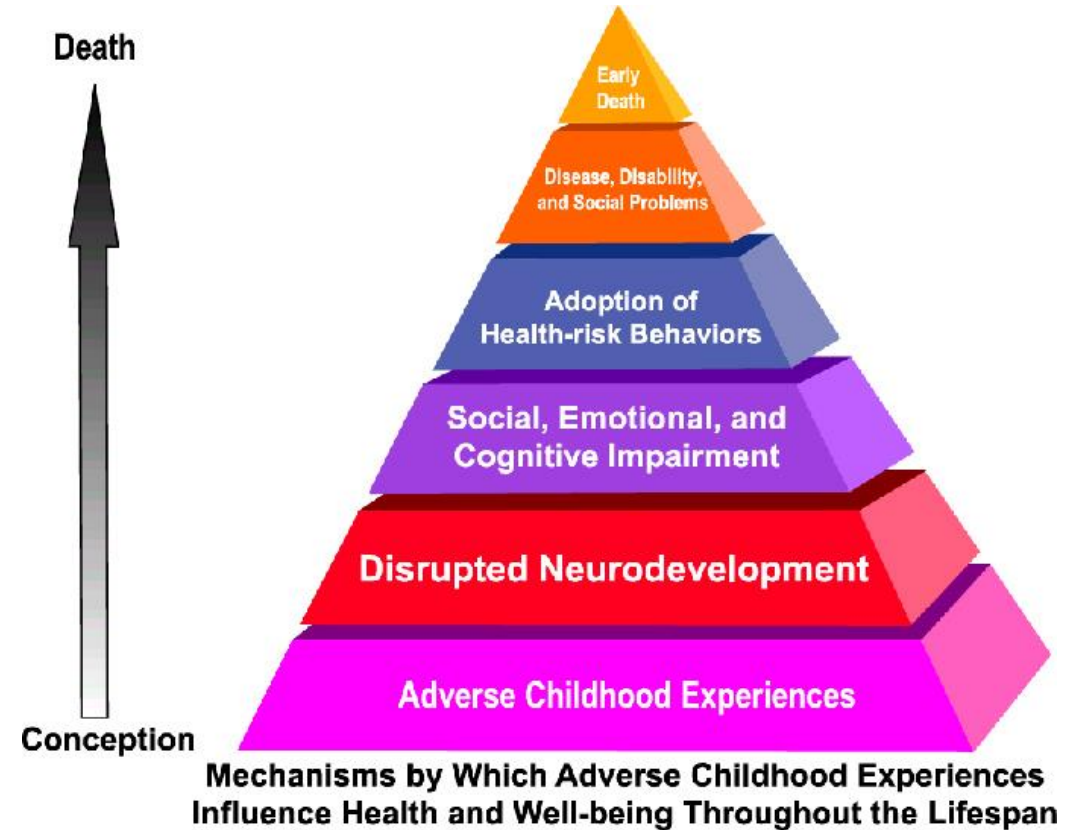 Death
Early
Death
Disease, Disability,
and Social Problems
Adoption of
Health-risk Behaviors
Social, Emotional, and
Cognitive Impairment
Disrupted Neurodevelopment
Adverse Childhood Experiences
Conception
Mechanisms by Which Adverse Childhood Experiences
Influence Health and Well-being Throughout the Lifespan